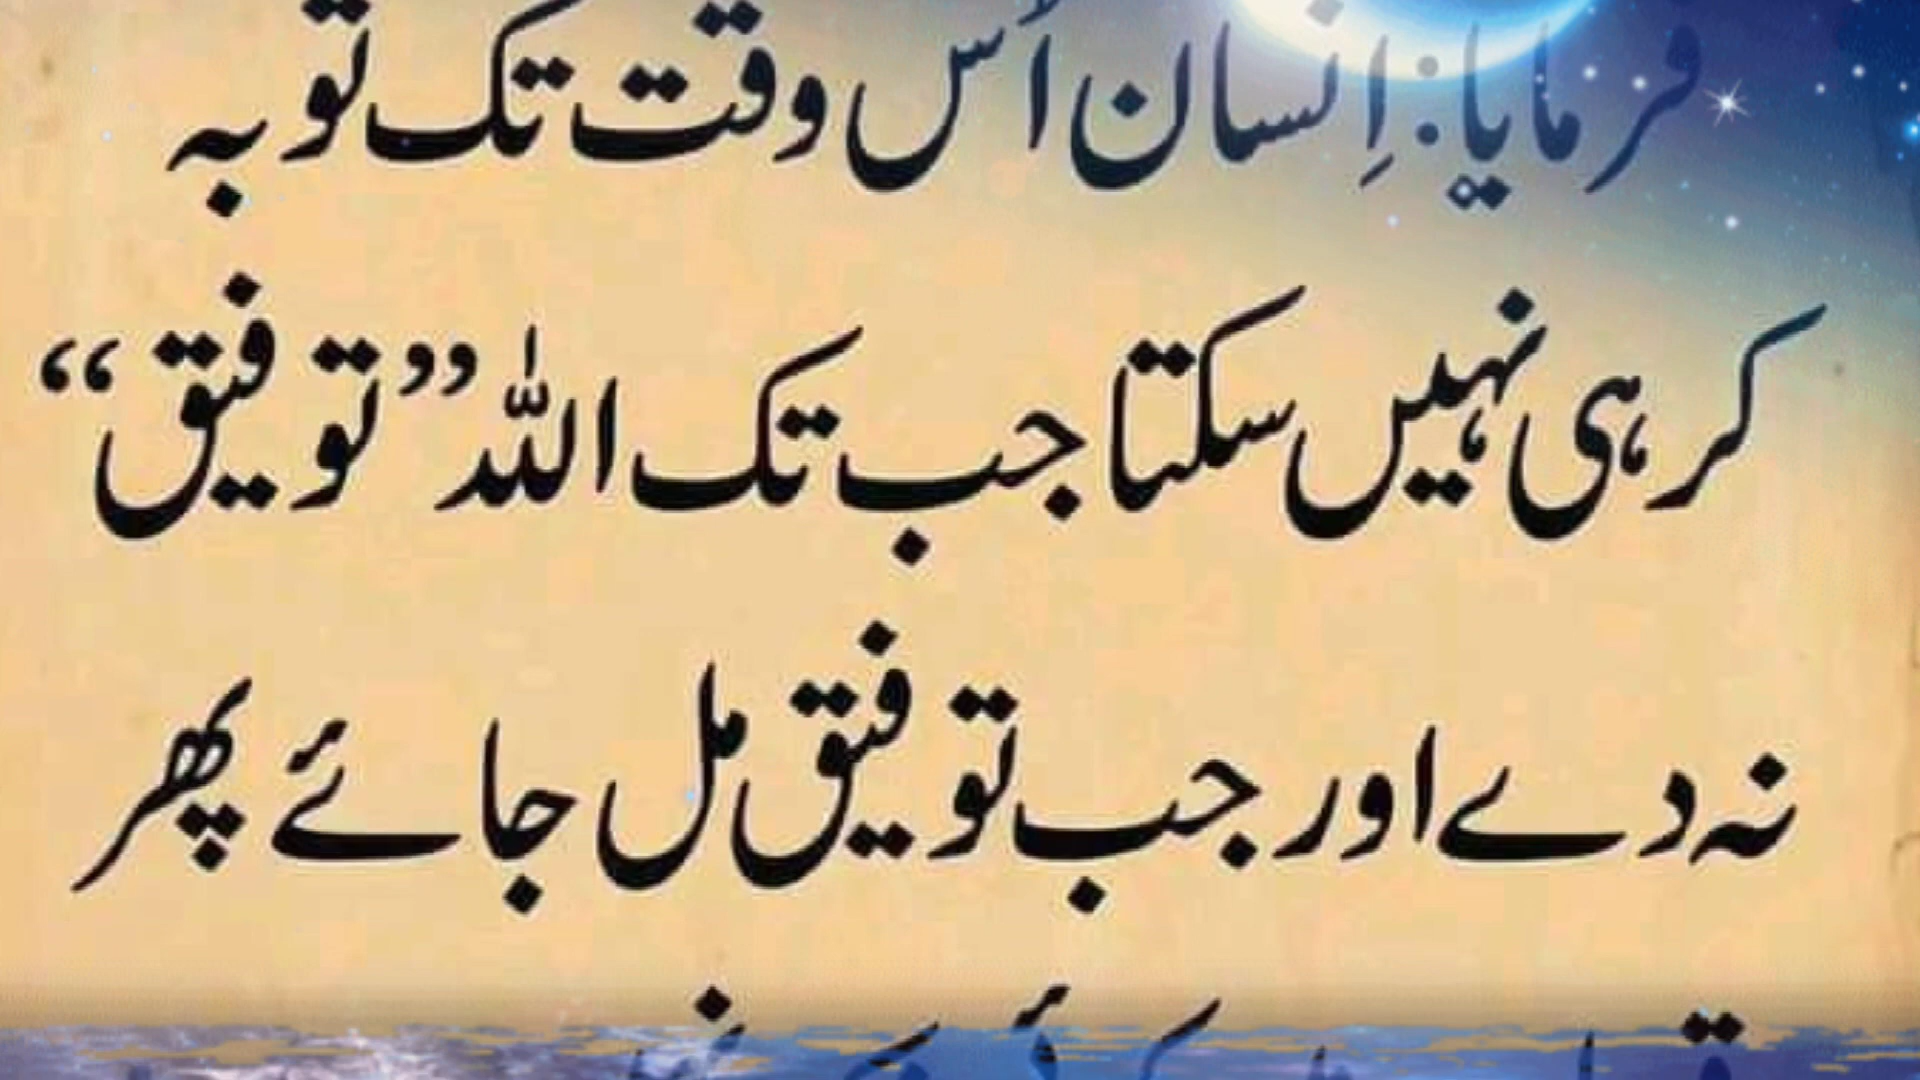 فرمایا: اِنسان اُس وقت تک توبہ
کر ہی نہیں سکتا جب تک اللہ ”توفیق“
نہ دے اور جب توفیق مل جائے پھر